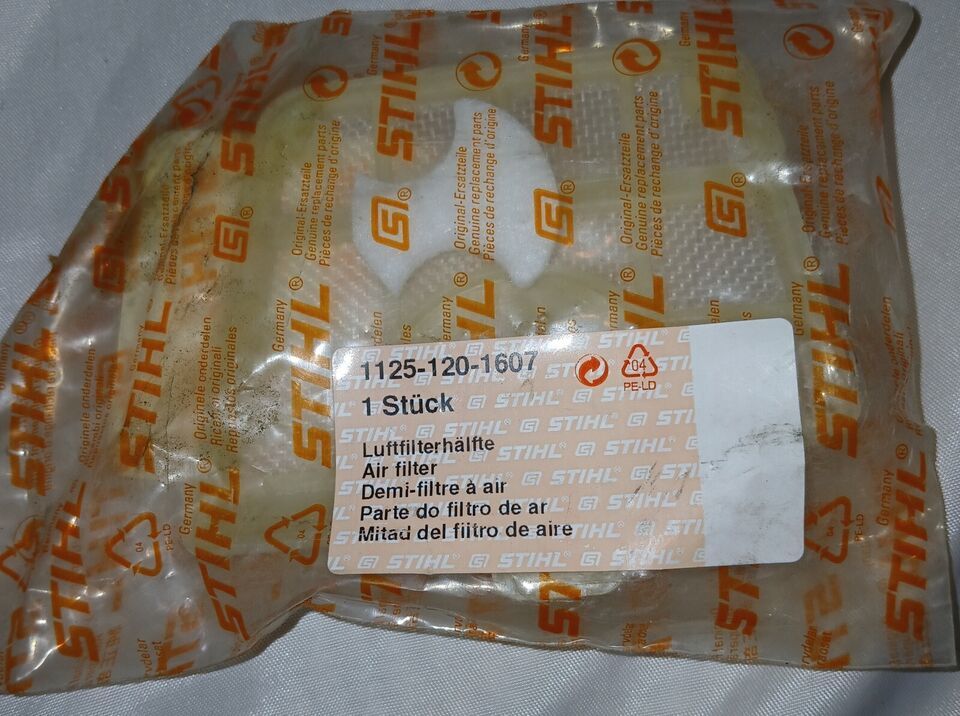 STIHL
Germany
Original-Ersatzteile
Genuine replacement parts
Pièces de rechange d'origine
Originele onderdelen
Ricambi originali
Repuestos originales
1125-120-1607
1 Stück
04
PE-LD
Luftfilterhälfte
Air filter
Demi-filtre à air
Parte do filtro de ar
Mitad del filtro de aire